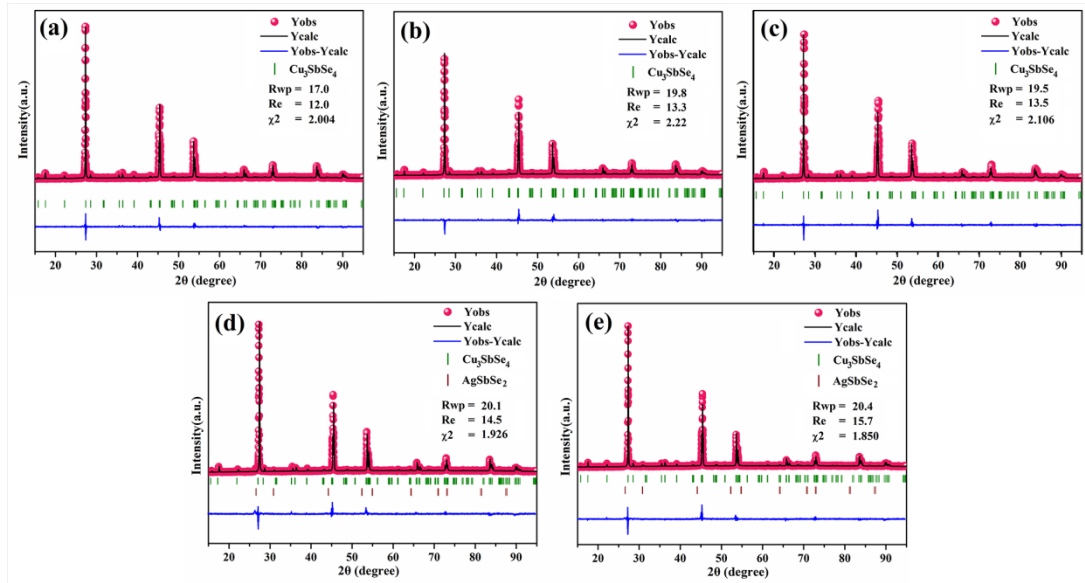 (a)
Yobs
Ycalc
Yobs-Ycalc
Cu₃SbSe₄
Rwp = 17.0
Re = 12.0
χ2 = 2.004
Intensity(a.u.)
20 30 40 50 60 70 80 90
2θ (degree)
(b)
Yobs
Ycalc
Yobs-Ycalc
Cu₃SbSe₄
Rwp = 19.8
Re = 13.3
χ2 = 2.22
Intensity(a.u.)
20 30 40 50 60 70 80 90
2θ (degree)
(c)
Yobs
Ycalc
Yobs-Ycalc
Cu₃SbSe₄
Rwp = 19.5
Re = 13.5
χ2 = 2.106
Intensity(a.u.)
20 30 40 50 60 70 80 90
2θ (degree)
(d)
Yobs
Ycalc
Yobs-Ycalc
Cu₃SbSe₄
AgSbSe₂
Rwp = 20.1
Re = 14.5
χ2 = 1.926
Intensity(a.u.)
20 30 40 50 60 70 80 90
2θ (degree)
(e)
Yobs
Ycalc
Yobs-Ycalc
Cu₃SbSe₄
AgSbSe₂
Rwp = 20.4
Re = 15.7
χ2 = 1.850
Intensity(a.u.)
20 30 40 50 60 70 80 90
2θ (degree)